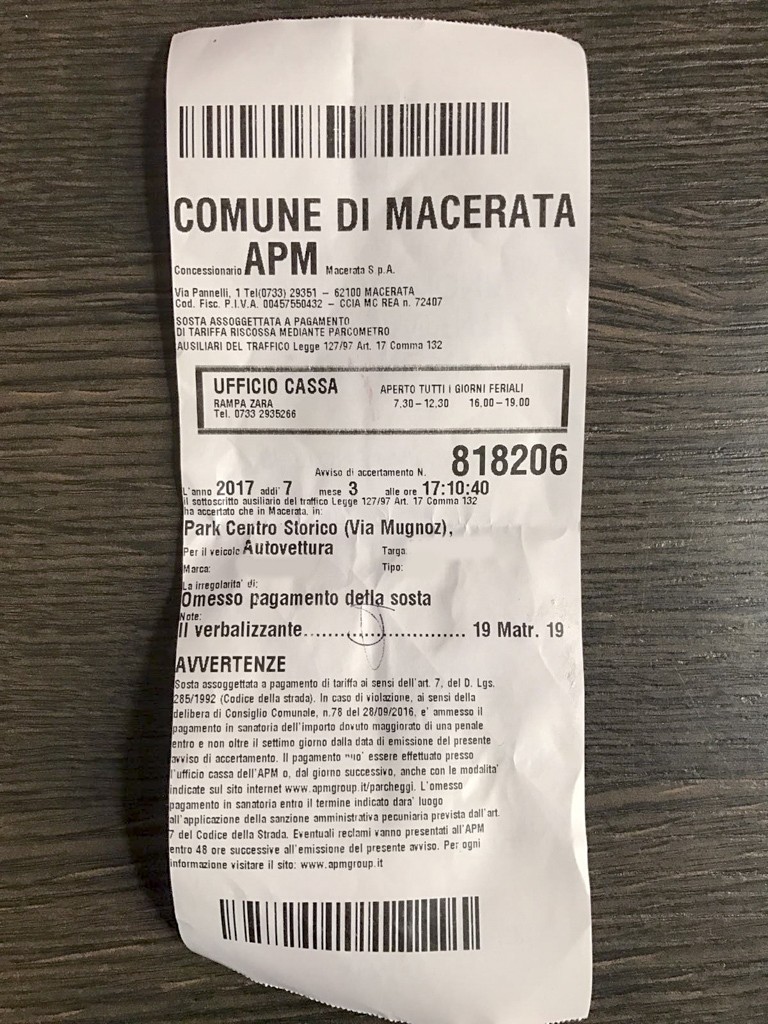 COMUNE DI MACERATA
Concessionario APM Macerata S.p.A.
Via Pannelli, 1 Tel(0733) 29351 - 62100 MACERATA
Cod. Fisc. P.I.V.A. 00457550432 - CCIA MC REA n. 72407
SOSTA ASSOGGETTATA A PAGAMENTO
DI TARIFFA RISCOSSA MEDIANTE PARCOMETRO
AUSILIARI DEL TRAFFICO Legge 127/97 Art. 17 Comma 132
UFFICIO CASSA APERTO TUTTI I GIORNI FERIALI
RAMPA ZARA 7.30-12.30 16.00-19.00
Tel. 0733 2935266
Avviso di accertamento N. 818206
L'anno 2017 addi' 7 mese 3 alle ore 17:10:40
il sottoscritto ausiliario del traffico Legge 127/97 Art. 17 Comma 132
ha accertato che in Macerata, in:
Park Centro Storico (Via Mugnoz),
Per il veicolo Autovettura Targa:
Marca: Tipo:
La irregolarita' di:
Omesso pagamento della sosta
Note:
Il verbalizzante............................... 19 Matr. 19
AVVERTENZE
Sosta assoggettata a pagamento di tariffa ai sensi dell'art. 7, del D. Lgs.
285/1992 (Codice della strada). In caso di violazione, ai sensi della
delibera di Consiglio Comunale, n.78 del 28/09/2016, e' ammesso il
pagamento in sanatoria dell'importo dovuto maggiorato di una penale
entro e non oltre il settimo giorno dalla data di emissione del presente
avviso di accertamento. Il pagamento essere effettuato presso
l'ufficio cassa dell'APM o, dal giorno successivo, anche con le modalita'
indicate sul sito internet www.apmgroup.it/parcheggi. L'omesso
pagamento in sanatoria entro il termine indicato dara' luogo
all'applicazione della sanzione amministrativa pecuniaria prevista dall'art.
7 del Codice della Strada. Eventuali reclami vanno presentati all'APM
entro 48 ore successive all'emissione del presente avviso. Per ogni
informazione visitare il sito: www.apmgroup.it